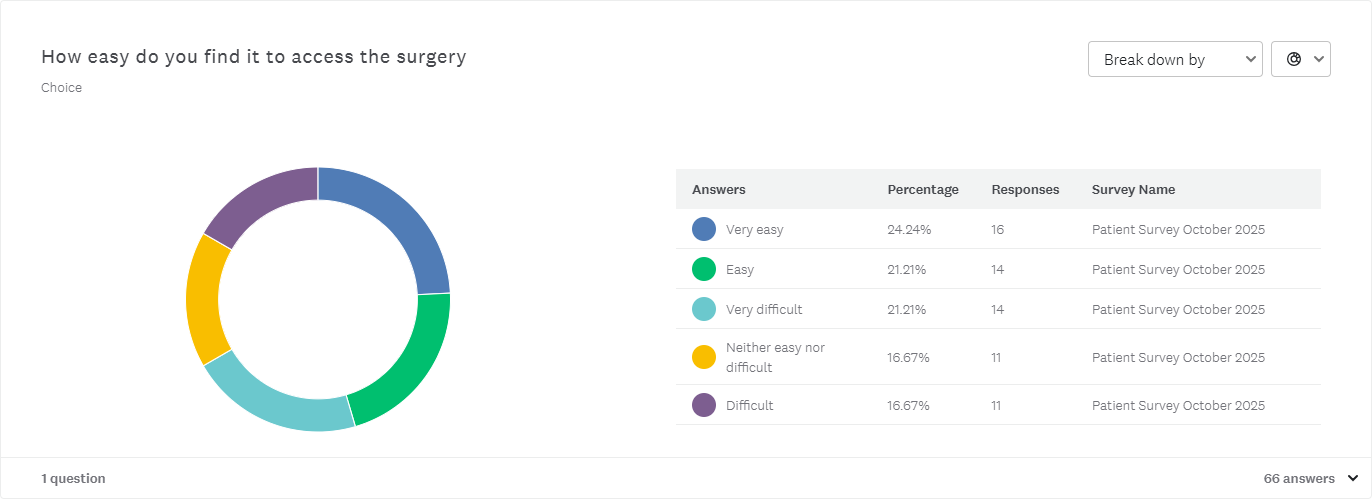 How easy do you find it to access the surgery
Choice
Break down by
Answers Percentage Responses Survey Name
Very easy 24.24% 16 Patient Survey October 2025
Easy 21.21% 14 Patient Survey October 2025
Very difficult 21.21% 14 Patient Survey October 2025
Neither easy nor
difficult 16.67% 11 Patient Survey October 2025
Difficult 16.67% 11 Patient Survey October 2025
1 question
66 answers